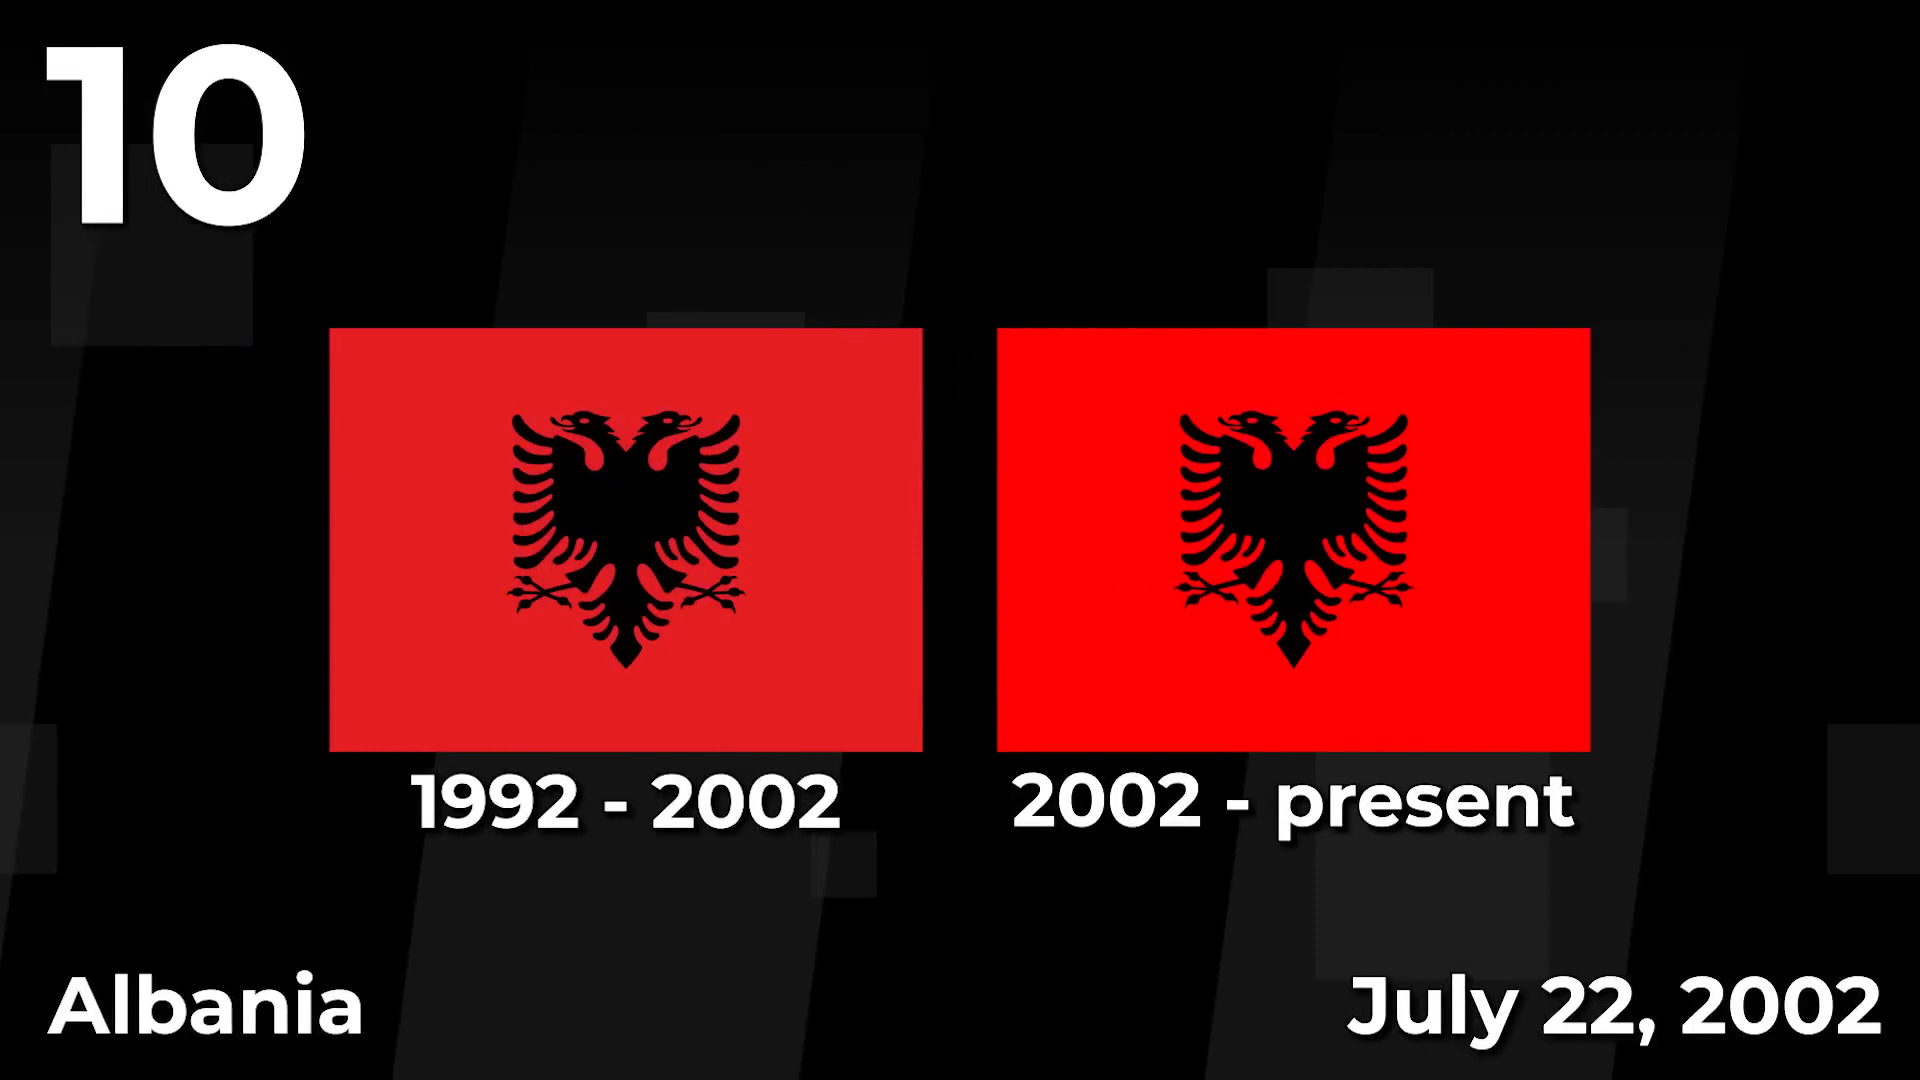 10
1992 - 2002
2002 - present
Albania
July 22, 2002